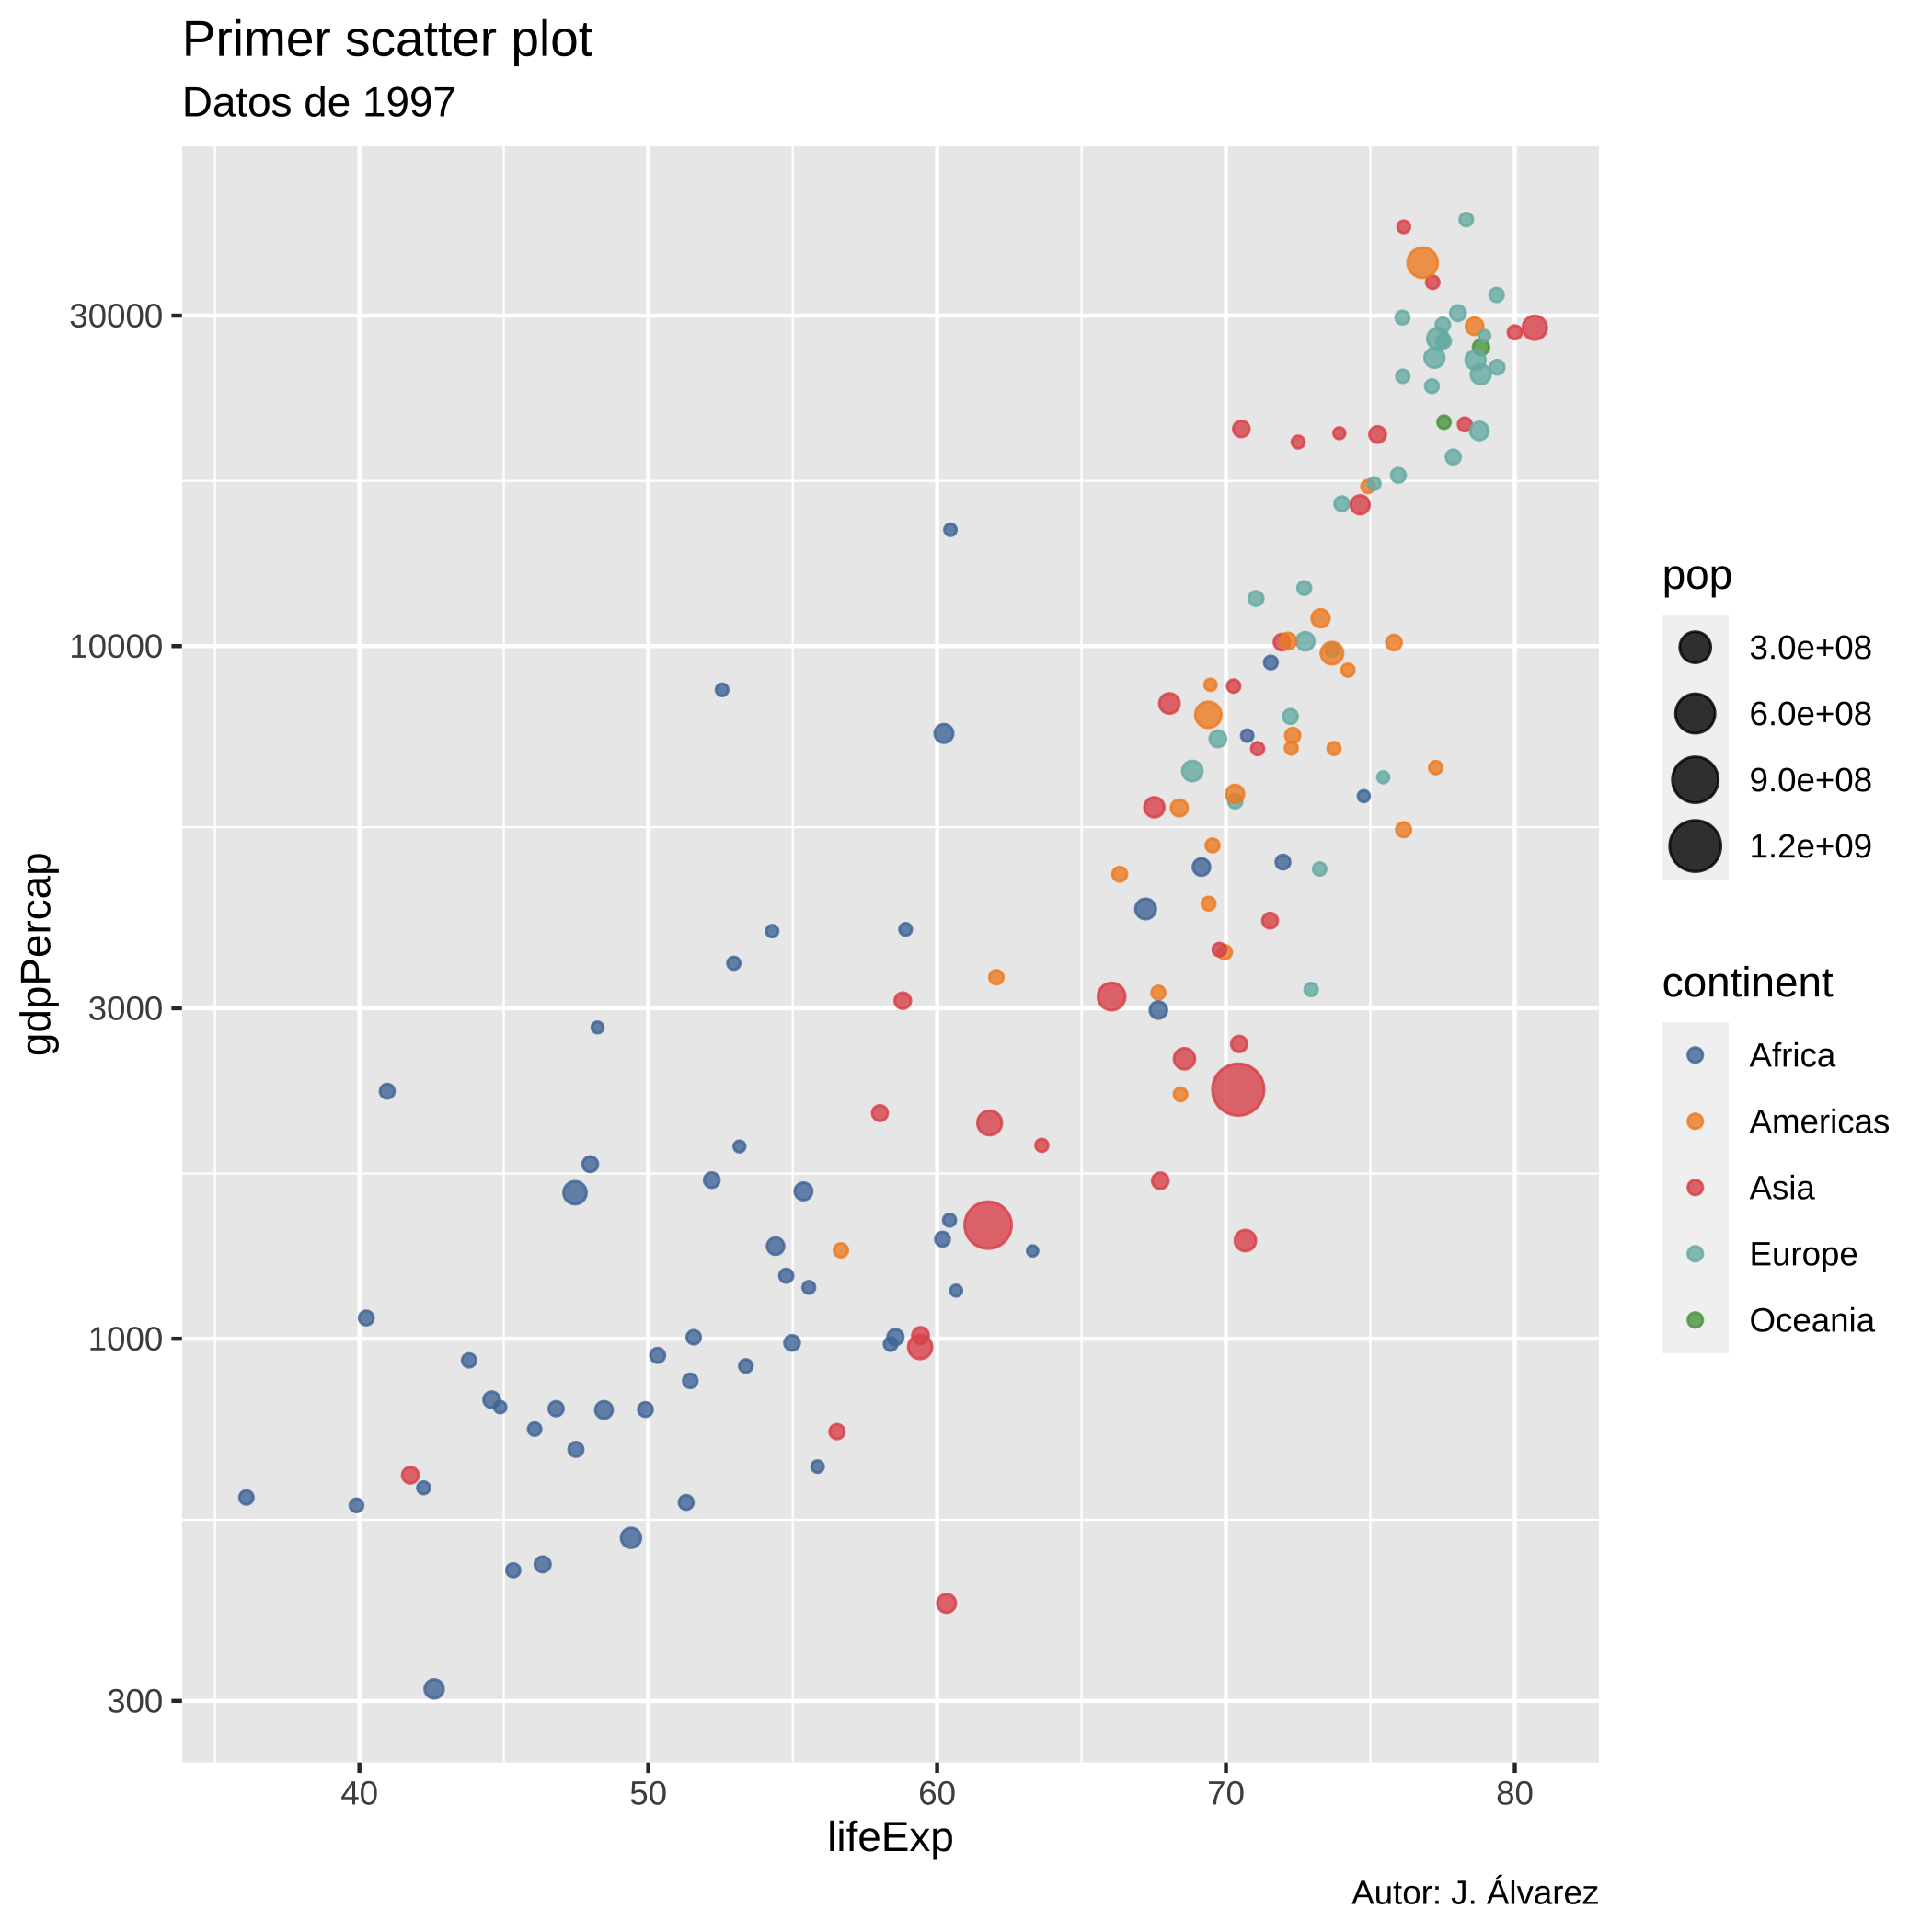 Primer scatter plot
Datos de 1997
gdpPercap
30000
10000
3000
1000
300
40 50 60 70 80
lifeExp
pop
3.0e+08
6.0e+08
9.0e+08
1.2e+09
continent
Africa
Americas
Asia
Europe
Oceania
Autor: J. Álvarez